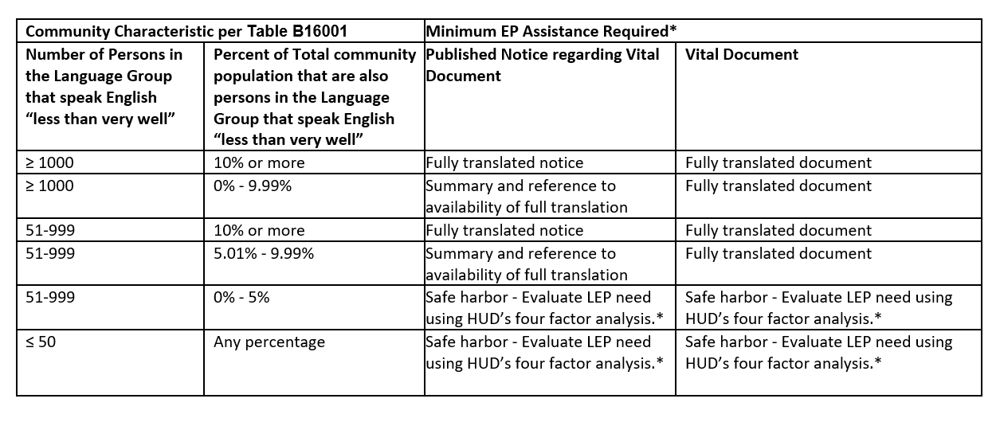 Community Characteristic per Table B16001
Minimum EP Assistance Required*
Number of Persons in
the Language Group
that speak English
“less than very well”
Percent of Total community
population that are also
persons in the Language
Group that speak English
“less than very well”
Published Notice regarding Vital
Document
Vital Document
≥ 1000
10% or more
Fully translated notice
Fully translated document
≥ 1000
0% - 9.99%
Summary and reference to
availability of full translation
Fully translated document
51-999
10% or more
Fully translated notice
Fully translated document
51-999
5.01% - 9.99%
Summary and reference to
availability of full translation
Fully translated document
51-999
0% - 5%
Safe harbor - Evaluate LEP need
using HUD’s four factor analysis.*
Safe harbor - Evaluate LEP need using
HUD’s four factor analysis.*
≤ 50
Any percentage
Safe harbor - Evaluate LEP need
using HUD’s four factor analysis.*
Safe harbor - Evaluate LEP need using
HUD’s four factor analysis.*